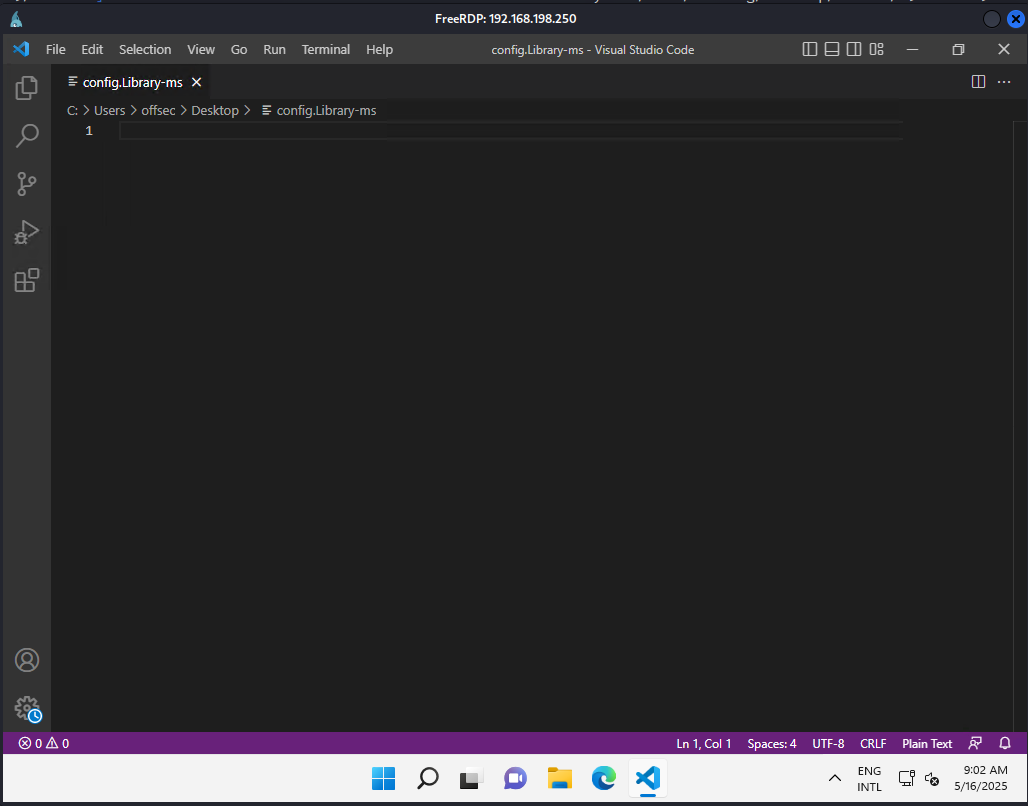 FreeRDP: 192.168.198.250
File Edit Selection View Go Run Terminal Help config.Library-ms - Visual Studio Code
config.Library-ms
C: > Users > offsec > Desktop > config.Library-ms
1
0 0 Ln 1, Col 1 Spaces: 4 UTF-8 CRLF Plain Text
ENG 9:02 AM
INTL 5/16/2025